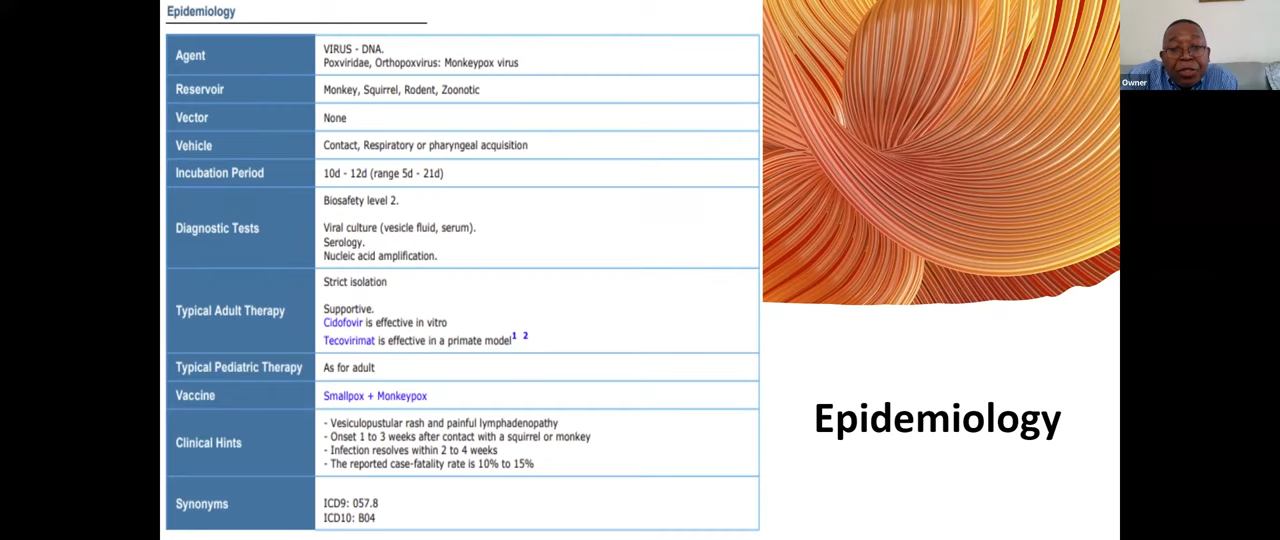 Epidemiology
Agent
VIRUS - DNA.
Poxviridae, Orthopoxvirus: Monkeypox virus
Reservoir
Monkey, Squirrel, Rodent, Zoonotic
Vector
None
Vehicle
Contact, Respiratory or pharyngeal acquisition
Incubation Period
10d - 12d (range 5d - 21d)
Diagnostic Tests
Biosafety level 2.
Viral culture (vesicle fluid, serum).
Serology.
Nucleic acid amplification.
Typical Adult Therapy
Strict isolation
Supportive.
Cidofovir is effective in vitro
Tecovirimat is effective in a primate model1 2
Typical Pediatric Therapy
As for adult
Vaccine
Smallpox + Monkeypox
Clinical Hints
- Vesiculopustular rash and painful lymphadenopathy
- Onset 1 to 3 weeks after contact with a squirrel or monkey
- Infection resolves within 2 to 4 weeks
- The reported case-fatality rate is 10% to 15%
Synonyms
ICD9: 057.8
ICD10: B04
Epidemiology
Owner